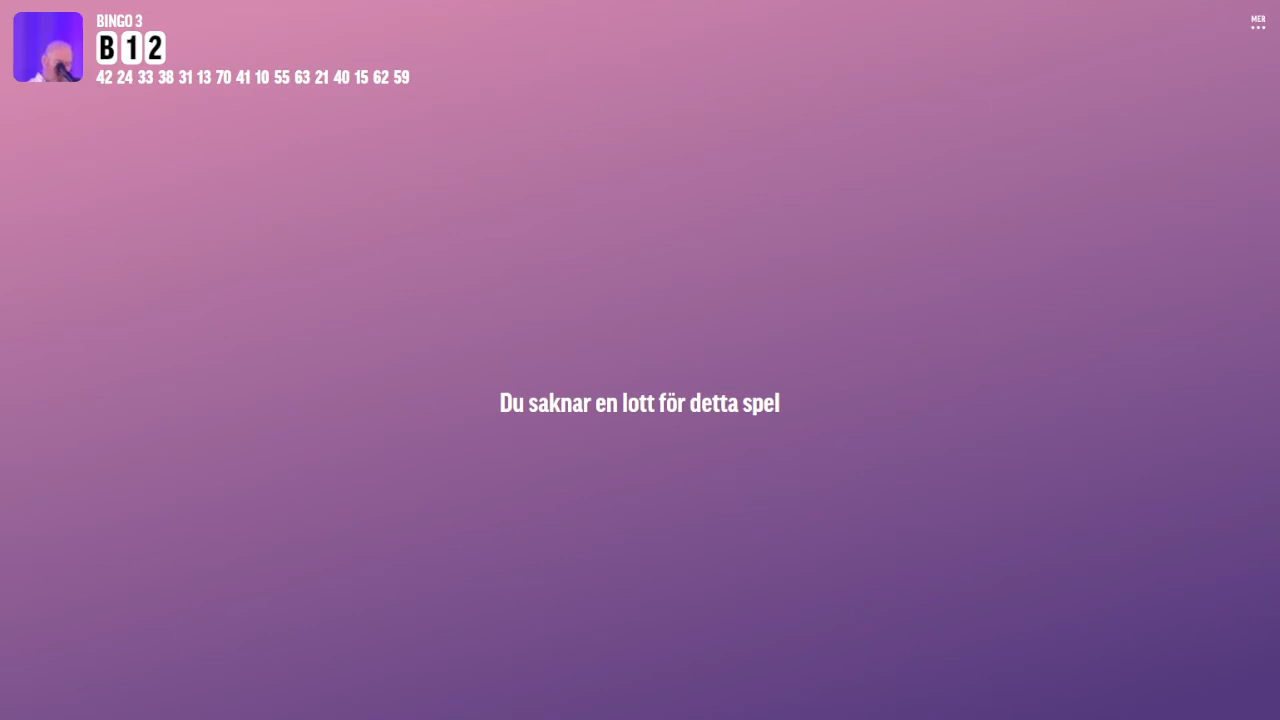 BINGO 3
MER
B 1 2
42 24 33 38 31 13 70 41 10 55 63 21 40 15 62 59
Du saknar en lott för detta spel